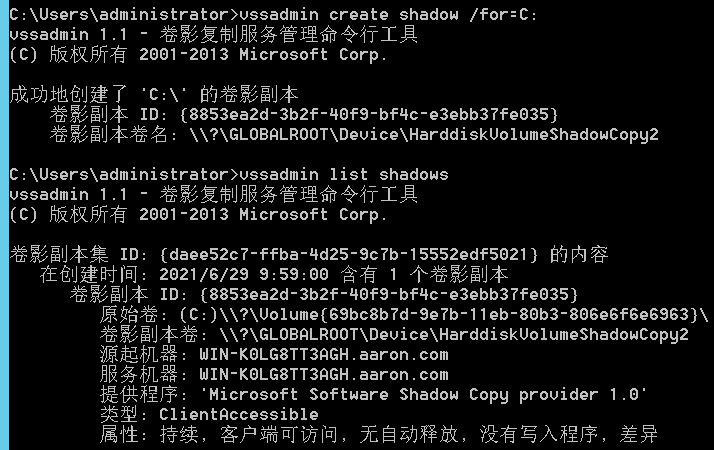 C:\Users\administrator>vssadmin create shadow /for=C:
vssadmin 1.1 - 卷影复制服务管理命令行工具
(C) 版权所有 2001-2013 Microsoft Corp.
成功地创建了 'C:\' 的卷影副本
卷影副本 ID: {8853ea2d-3b2f-40f9-bf4c-e3ebb37fe035}
卷影副本卷名: \\?\GLOBALROOT\Device\HarddiskVolumeShadowCopy2
C:\Users\administrator>vssadmin list shadows
vssadmin 1.1 - 卷影复制服务管理命令行工具
(C) 版权所有 2001-2013 Microsoft Corp.
卷影副本集 ID: {daee52c7-ffba-4d25-9c7b-15552edf5021} 的内容
在创建时间: 2021/6/29 9:59:00 含有 1 个卷影副本
卷影副本 ID: {8853ea2d-3b2f-40f9-bf4c-e3ebb37fe035}
原始卷: (C:)\\?\Volume{69bc8b7d-9e7b-11eb-80b3-806e6f6e6963}\
卷影副本卷: \\?\GLOBALROOT\Device\HarddiskVolumeShadowCopy2
源起机器: WIN-K0LG8TT3AGH.aaron.com
服务机器: WIN-K0LG8TT3AGH.aaron.com
提供程序: 'Microsoft Software Shadow Copy provider 1.0'
类型: ClientAccessible
属性: 持续, 客户端可访问, 无自动释放, 没有写入程序, 差异